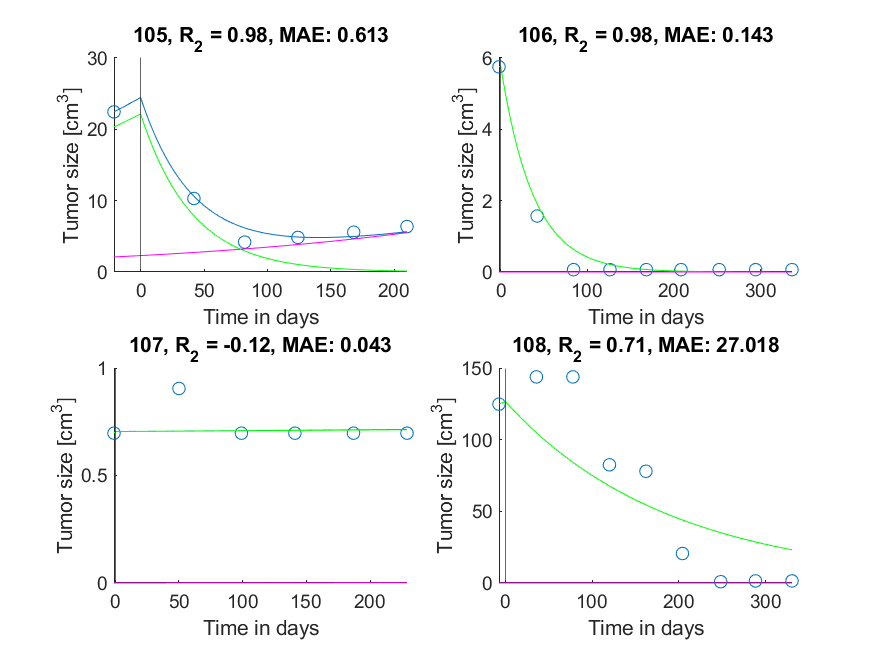 105, R2 = 0.98, MAE: 0.613
30
20
10
0
Tumor size [cm3]
0 50 100 150 200
Time in days
106, R2 = 0.98, MAE: 0.143
6
4
2
0
Tumor size [cm3]
0 100 200 300
Time in days
107, R2 = -0.12, MAE: 0.043
1
0.5
0
Tumor size [cm3]
0 50 100 150 200
Time in days
108, R2 = 0.71, MAE: 27.018
150
100
50
0
Tumor size [cm3]
0 100 200 300
Time in days